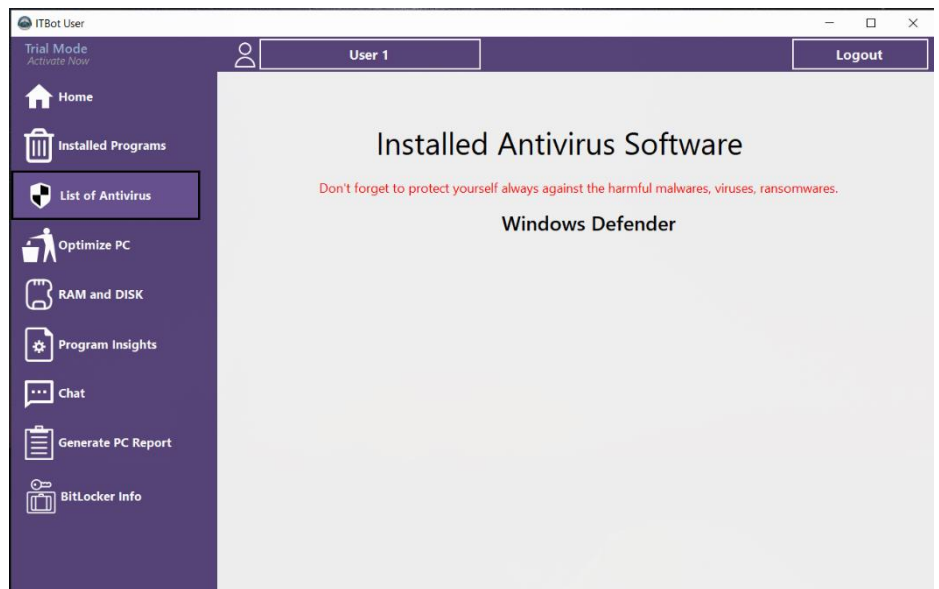 ITBot User
Trial Mode
Activate Now
User 1
Logout
Home
Installed Programs
List of Antivirus
Optimize PC
RAM and DISK
Program Insights
Chat
Generate PC Report
BitLocker Info
Installed Antivirus Software
Don't forget to protect yourself always against the harmful malwares, viruses, ransomwares.
Windows Defender